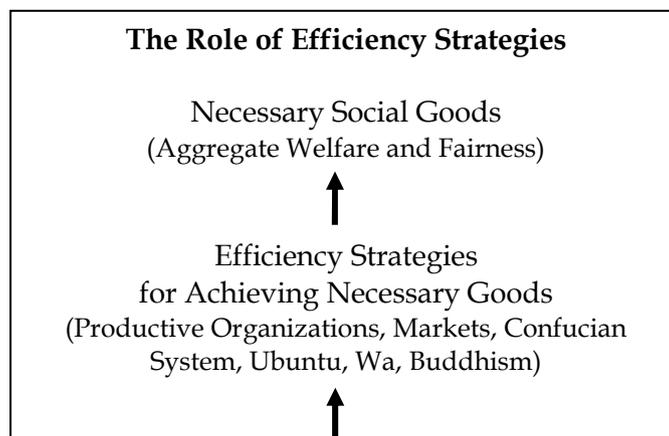 The Role of Efficiency Strategies
Necessary Social Goods
(Aggregate Welfare and Fairness)
Efficiency Strategies
for Achieving Necessary Goods
(Productive Organizations, Markets, Confucian
System, Ubuntu, Wa, Buddhism)